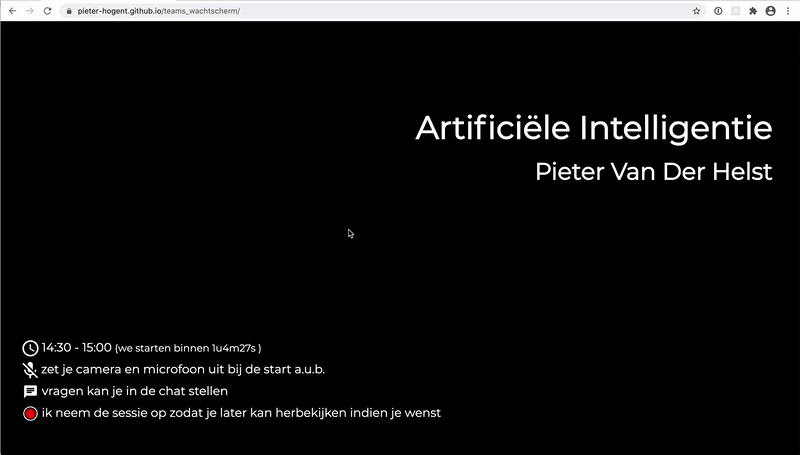 pieter-hogent.github.io/teams_wachtscherm/
Artificiële Intelligentie
Pieter Van Der Helst
14:30 - 15:00 (we starten binnen 1u4m27s )
zet je camera en microfoon uit bij de start a.u.b.
vragen kan je in de chat stellen
ik neem de sessie op zodat je later kan herbekijken indien je wenst